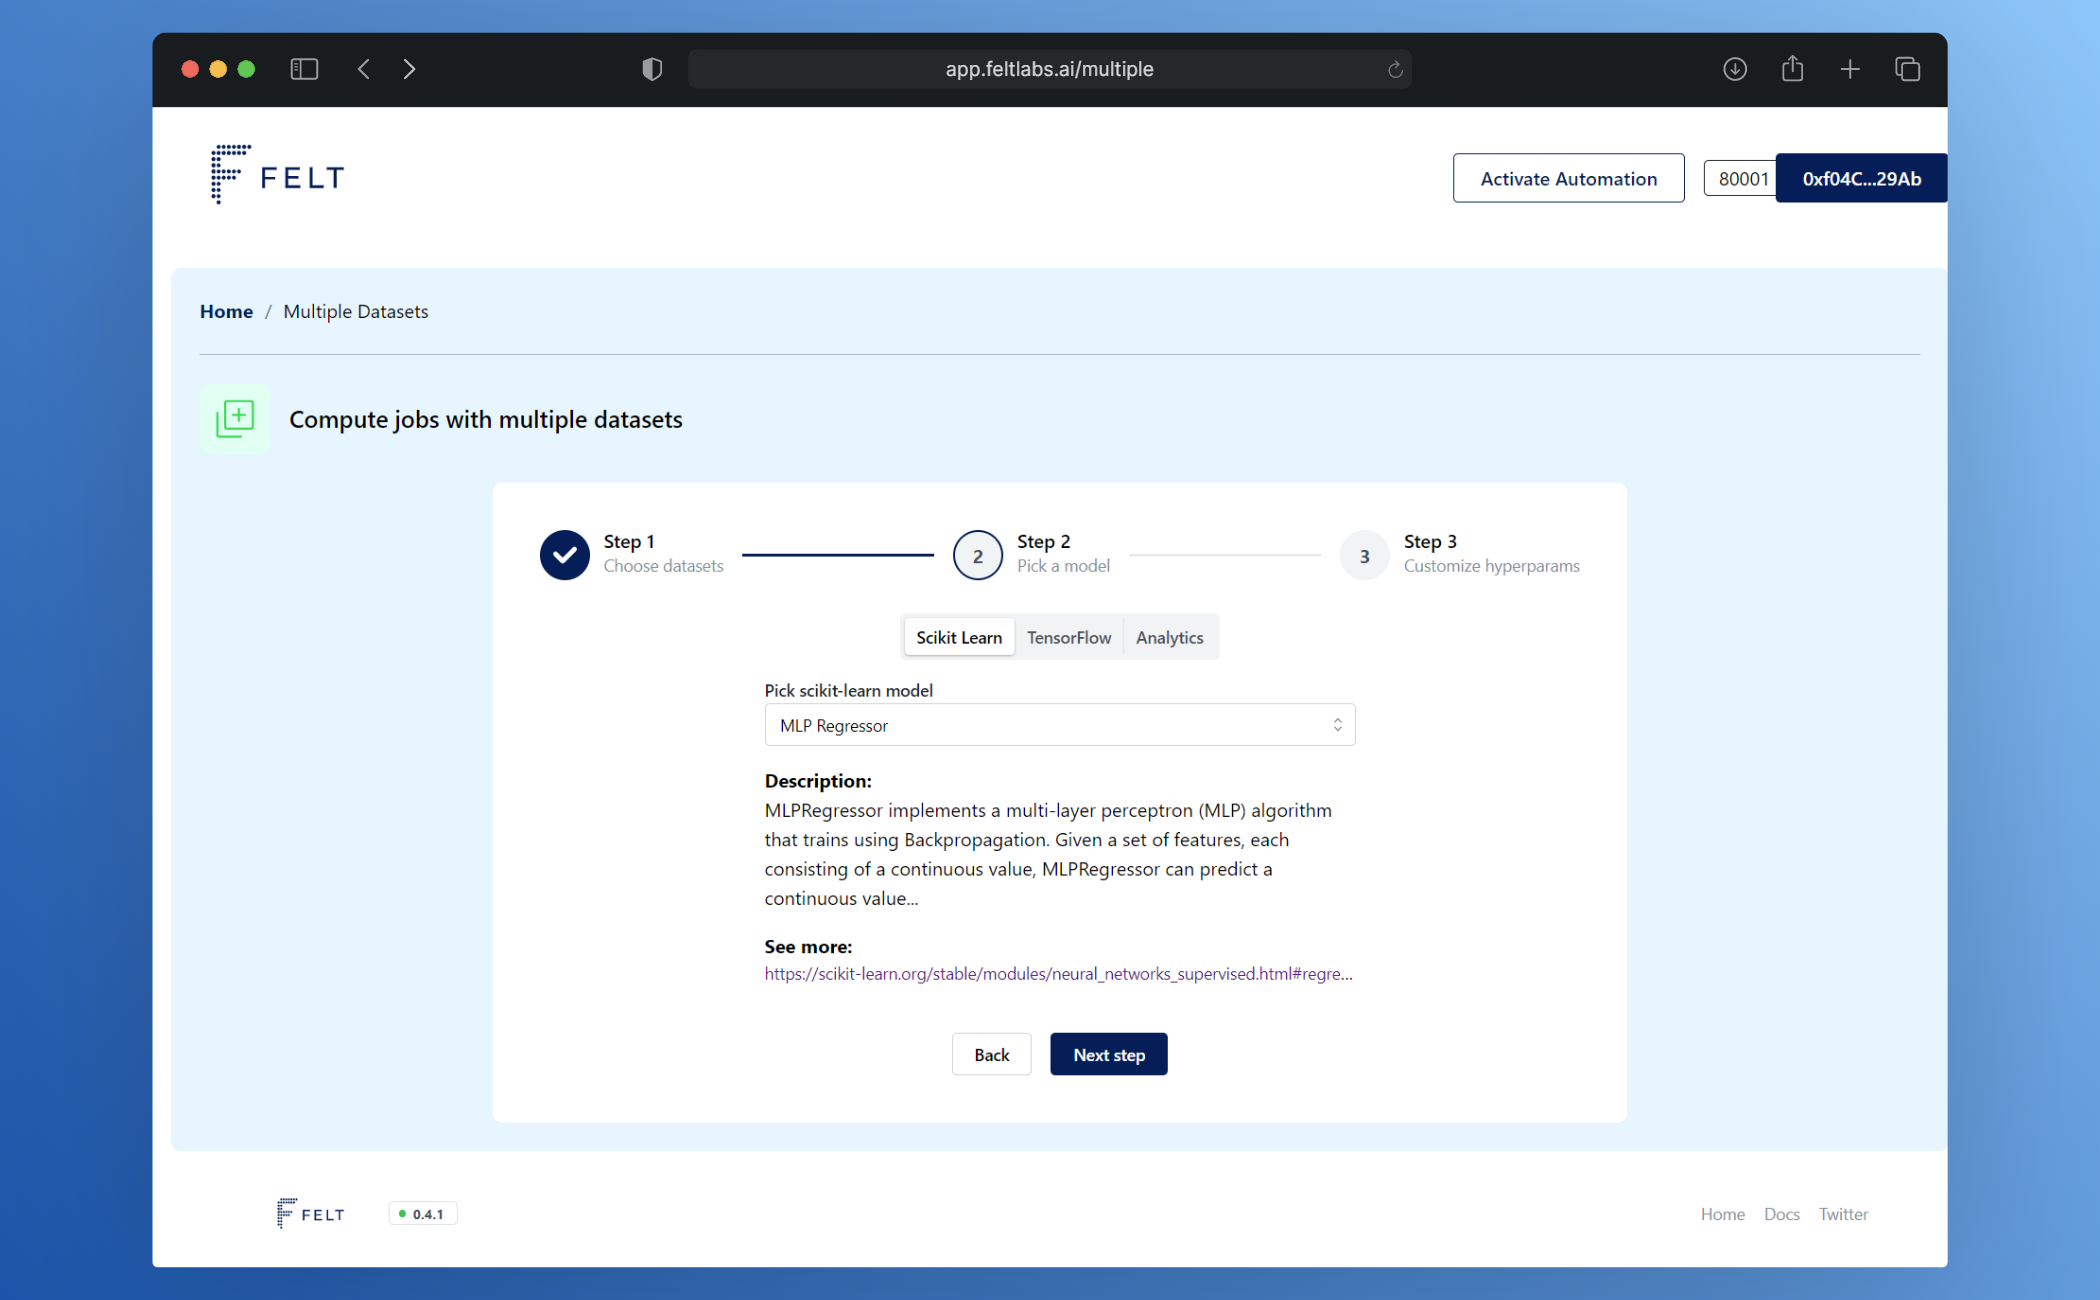 app.feltlabs.ai/multiple
FELT
Activate Automation
80001
0xf04C...29Ab
Home / Multiple Datasets
Compute jobs with multiple datasets
Step 1
Choose datasets
2
Step 2
Pick a model
3
Step 3
Customize hyperparams
Scikit Learn
TensorFlow
Analytics
Pick scikit-learn model
MLP Regressor
Description:
MLPRegressor implements a multi-layer perceptron (MLP) algorithm
that trains using Backpropagation. Given a set of features, each
consisting of a continuous value, MLPRegressor can predict a
continuous value...
See more:
https://scikit-learn.org/stable/modules/neural_networks_supervised.html#regre...
Back
Next step
FELT
0.4.1
Home
Docs
Twitter